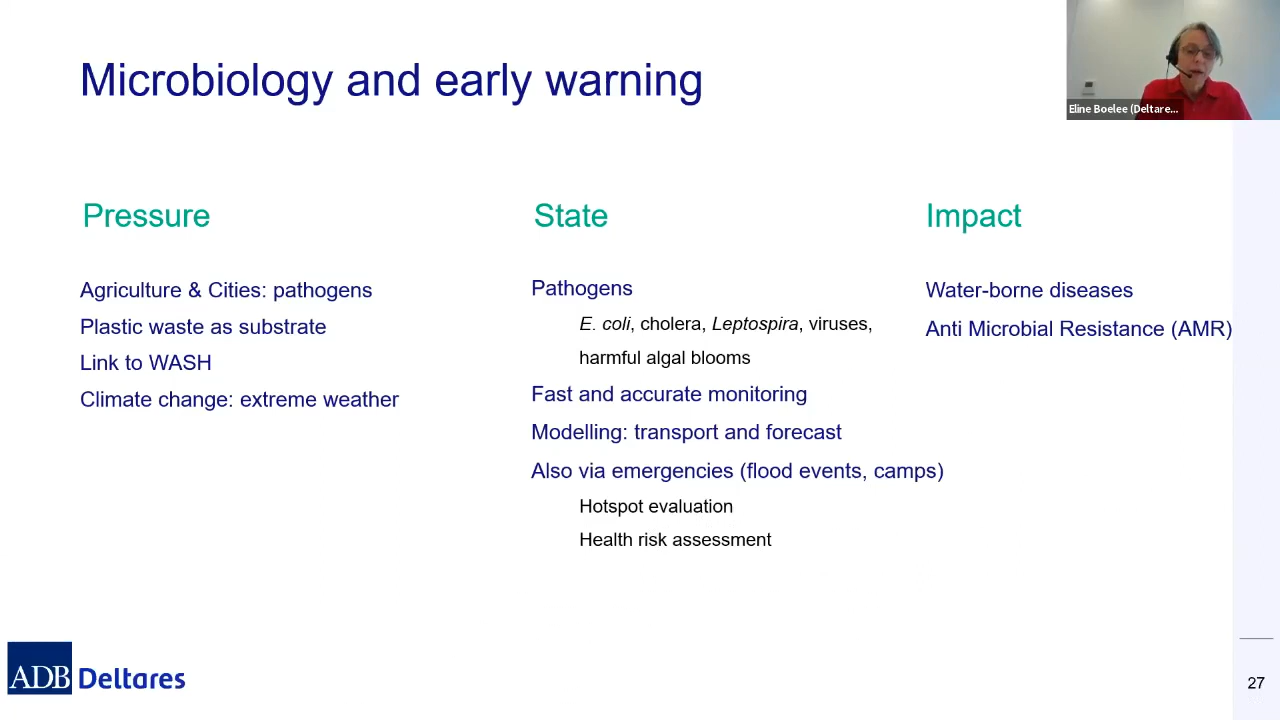 Microbiology and early warning
Eline Boelee (Deltare...
Pressure
Agriculture & Cities: pathogens
Plastic waste as substrate
Link to WASH
Climate change: extreme weather
State
Pathogens
E. coli, cholera, Leptospira, viruses,
harmful algal blooms
Fast and accurate monitoring
Modelling: transport and forecast
Also via emergencies (flood events, camps)
Hotspot evaluation
Health risk assessment
Impact
Water-borne diseases
Anti Microbial Resistance (AMR)
ADB Deltares
27